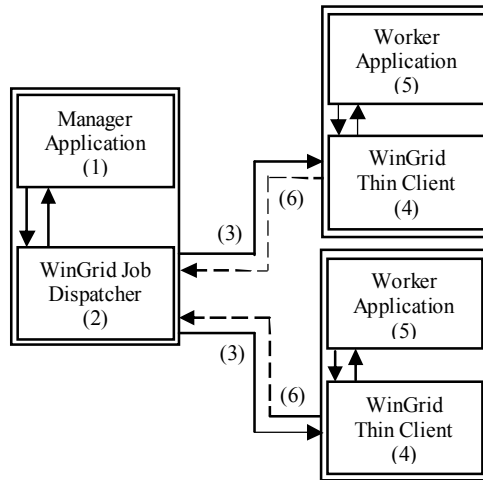 Manager
Application
(1)
WinGrid Job
Dispatcher
(2)
(3)
(6)
(3)
(6)
Worker
Application
(5)
WinGrid
Thin Client
(4)
Worker
Application
(5)
WinGrid
Thin Client
(4)